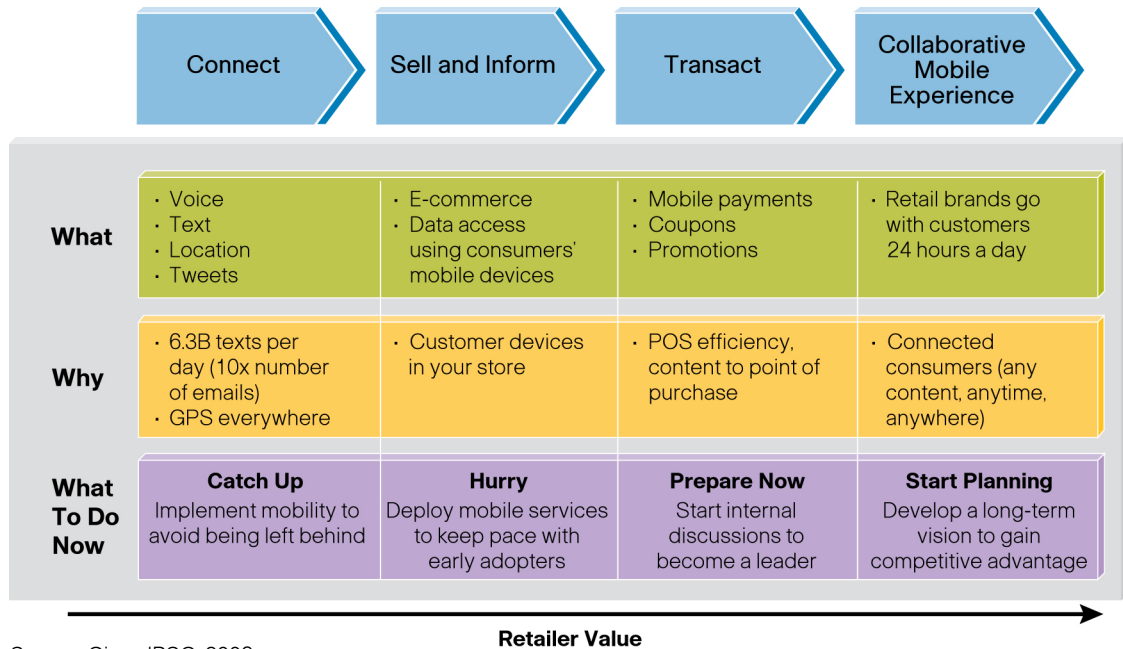 Connect
Sell and Inform
Transact
Collaborative
Mobile
Experience
What
· Voice
· Text
· Location
· Tweets
· E-commerce
· Data access
using consumers’
mobile devices
· Mobile payments
· Coupons
· Promotions
· Retail brands go
with customers
24 hours a day
Why
· 6.3B texts per
day (10x number
of emails)
· GPS everywhere
· Customer devices
in your store
· POS efficiency,
content to point of
purchase
· Connected
consumers (any
content, anytime,
anywhere)
What
To Do
Now
Catch Up
Implement mobility to
avoid being left behind
Hurry
Deploy mobile services
to keep pace with
early adopters
Prepare Now
Start internal
discussions to
become a leader
Start Planning
Develop a long-term
vision to gain
competitive advantage
Retailer Value